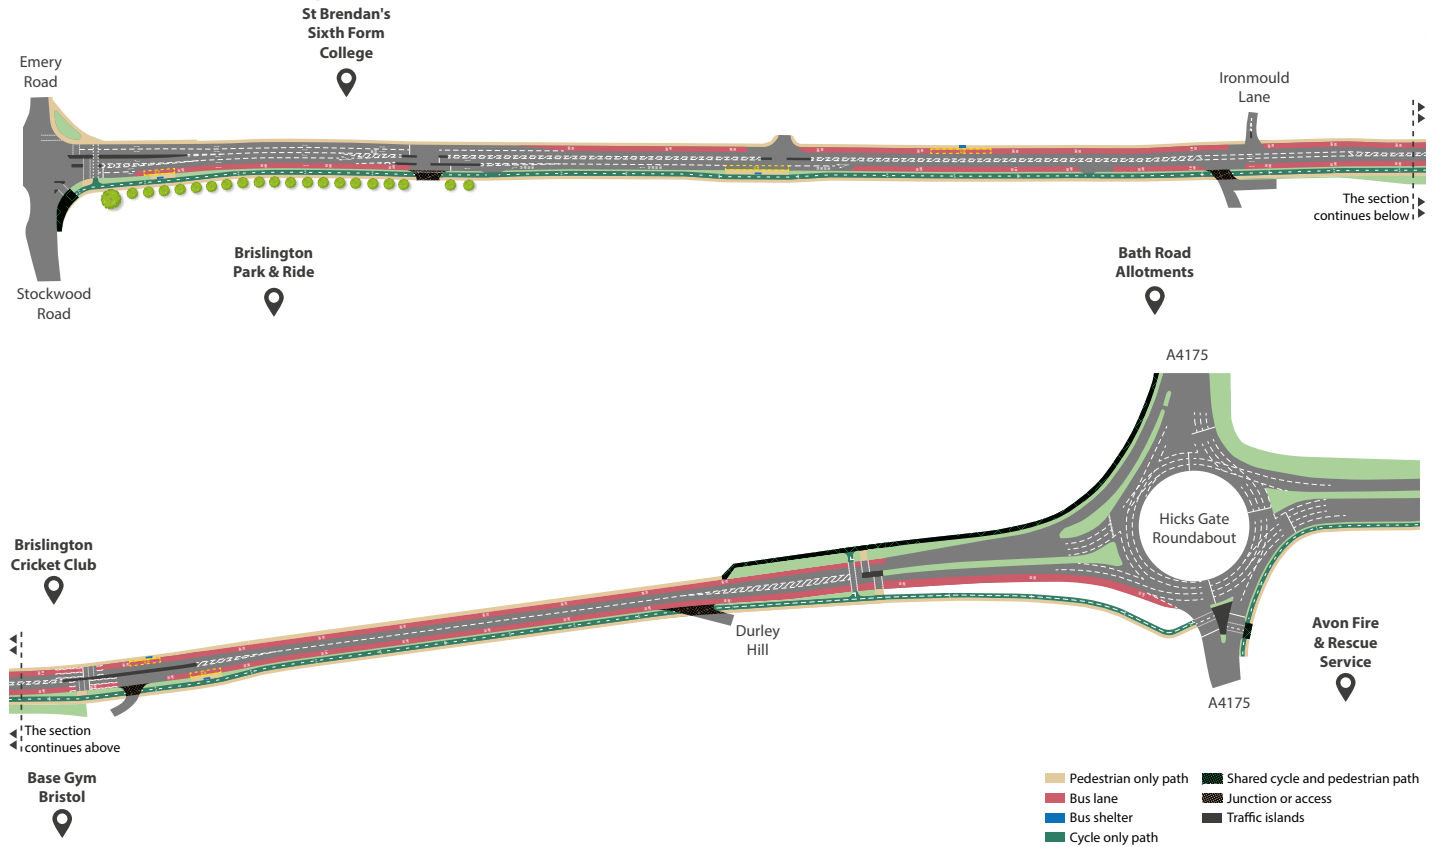 St Brendan's
Sixth Form
College
Emery
Road
Ironmould
Lane
The section
continues below
Brislington
Park & Ride
Bath Road
Allotments
Stockwood
Road
A4175
Hicks Gate
Roundabout
Brislington
Cricket Club
Durley
Hill
Avon Fire
& Rescue
Service
A4175
The section
continues above
Base Gym
Bristol
Pedestrian only path
Bus lane
Bus shelter
Cycle only path
Shared cycle and pedestrian path
Junction or access
Traffic islands